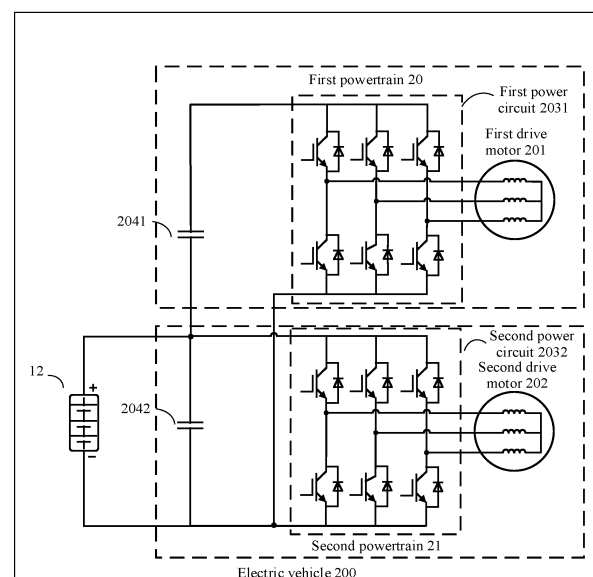 First powertrain 20
First power
circuit 2031
First drive
motor 201
2041
Second power
circuit 2032
Second drive
motor 202
12
+
2042
−
Second powertrain 21
Electric vehicle 200